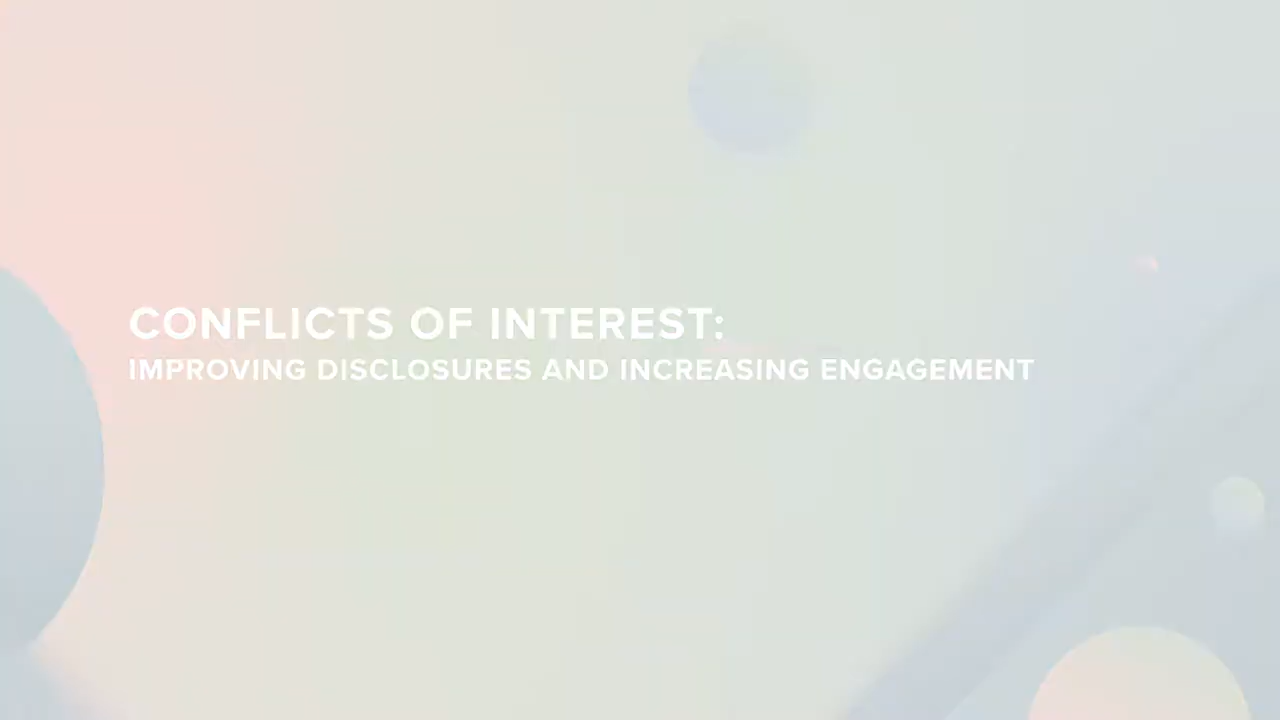 CONFLICTS OF INTEREST:
IMPROVING DISCLOSURES AND INCREASING ENGAGEMENT